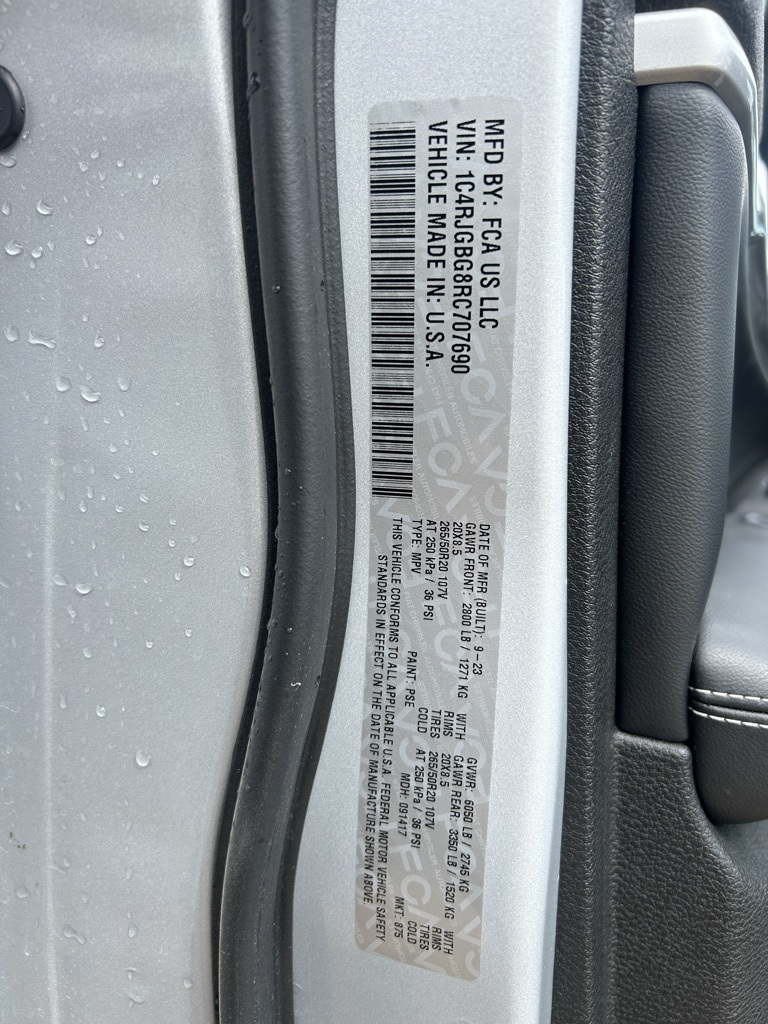 MFD BY: FCA US LLC
VIN: 1C4RJGBG8RC707690
VEHICLE MADE IN: U.S.A.
DATE OF MFR (BUILT): 9-23 GVWR: 6050 LB / 2745 KG
GAWR FRONT: 2800 LB / 1271 KG WITH GAWR REAR: 3350 LB / 1520 KG WITH
20X8.5 RIMS 20X8.5 RIMS
265/50R20 107V TIRES 265/50R20 107V TIRES
AT 250 kPa / 36 PSI COLD AT 250 kPa / 36 PSI COLD
TYPE: MPV PAINT: PSE MDH: 091417 MKT: 875
THIS VEHICLE CONFORMS TO ALL APPLICABLE U.S.A. FEDERAL MOTOR VEHICLE SAFETY
STANDARDS IN EFFECT ON THE DATE OF MANUFACTURE SHOWN ABOVE.